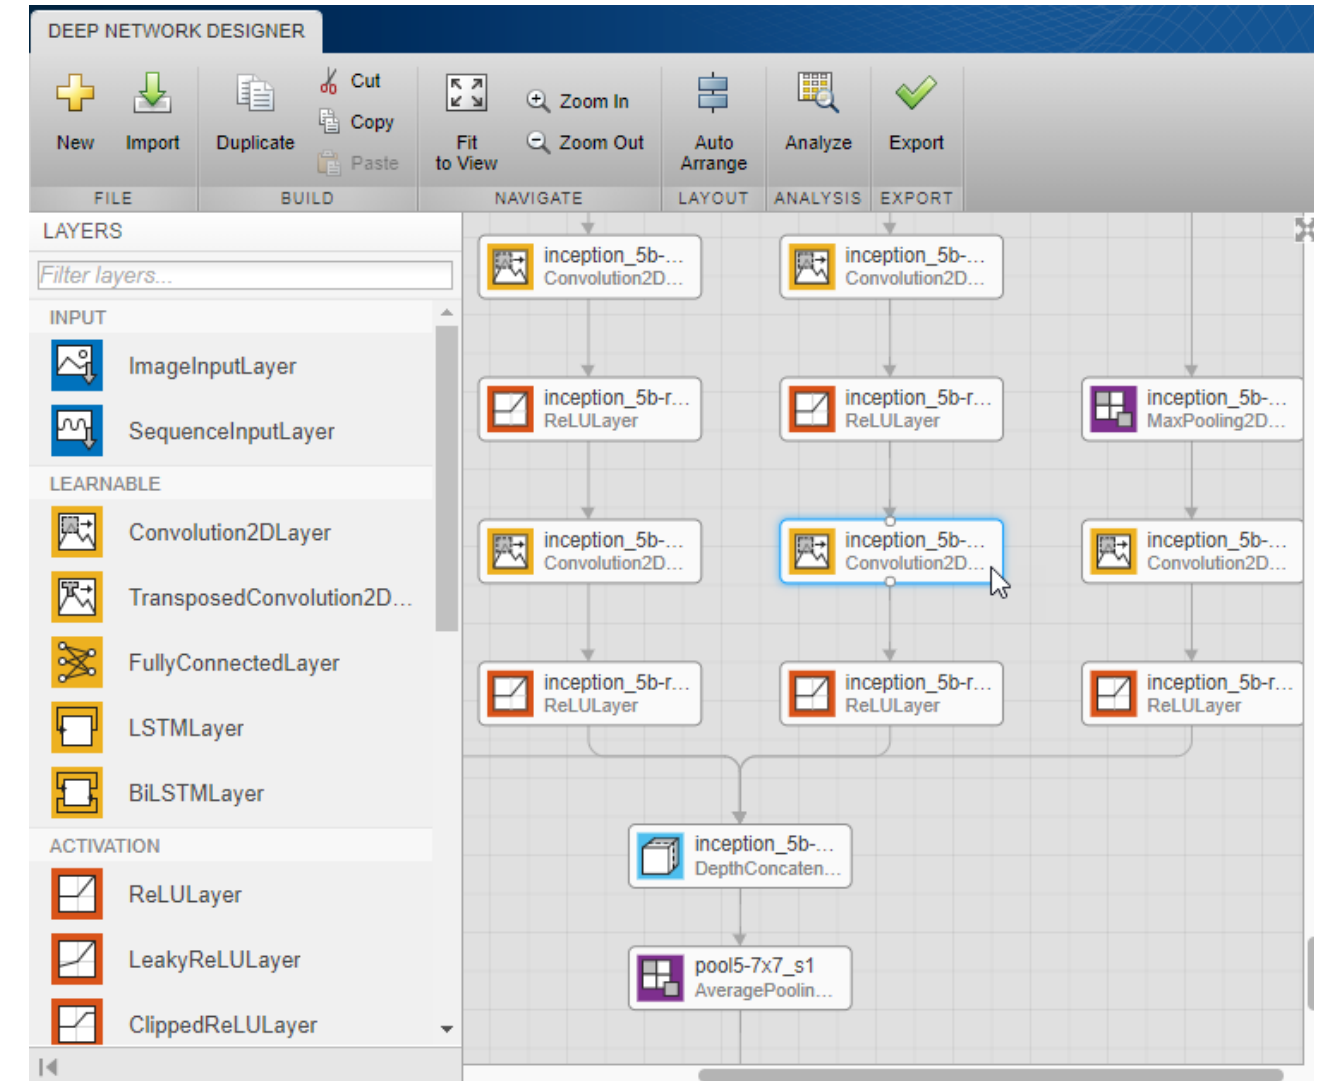 DEEP NETWORK DESIGNER
New
Import
Duplicate
Cut
Copy
Paste
Fit
to View
Zoom In
Zoom Out
Auto
Arrange
Analyze
Export
FILE
BUILD
NAVIGATE
LAYOUT
ANALYSIS
EXPORT
LAYERS
Filter layers...
INPUT
ImageInputLayer
SequenceInputLayer
LEARNABLE
Convolution2DLayer
TransposedConvolution2D...
FullyConnectedLayer
LSTMLayer
BiLSTMLayer
ACTIVATION
ReLULayer
LeakyReLULayer
ClippedReLULayer
inception_5b-...
Convolution2D...
inception_5b-...
Convolution2D...
inception_5b-r...
ReLULayer
inception_5b-r...
ReLULayer
inception_5b-...
MaxPooling2D...
inception_5b-...
Convolution2D...
inception_5b-...
Convolution2D...
inception_5b-...
Convolution2D...
inception_5b-r...
ReLULayer
inception_5b-r...
ReLULayer
inception_5b-r...
ReLULayer
inception_5b-...
DepthConcaten...
pool5-7x7_s1
AveragePoolin...